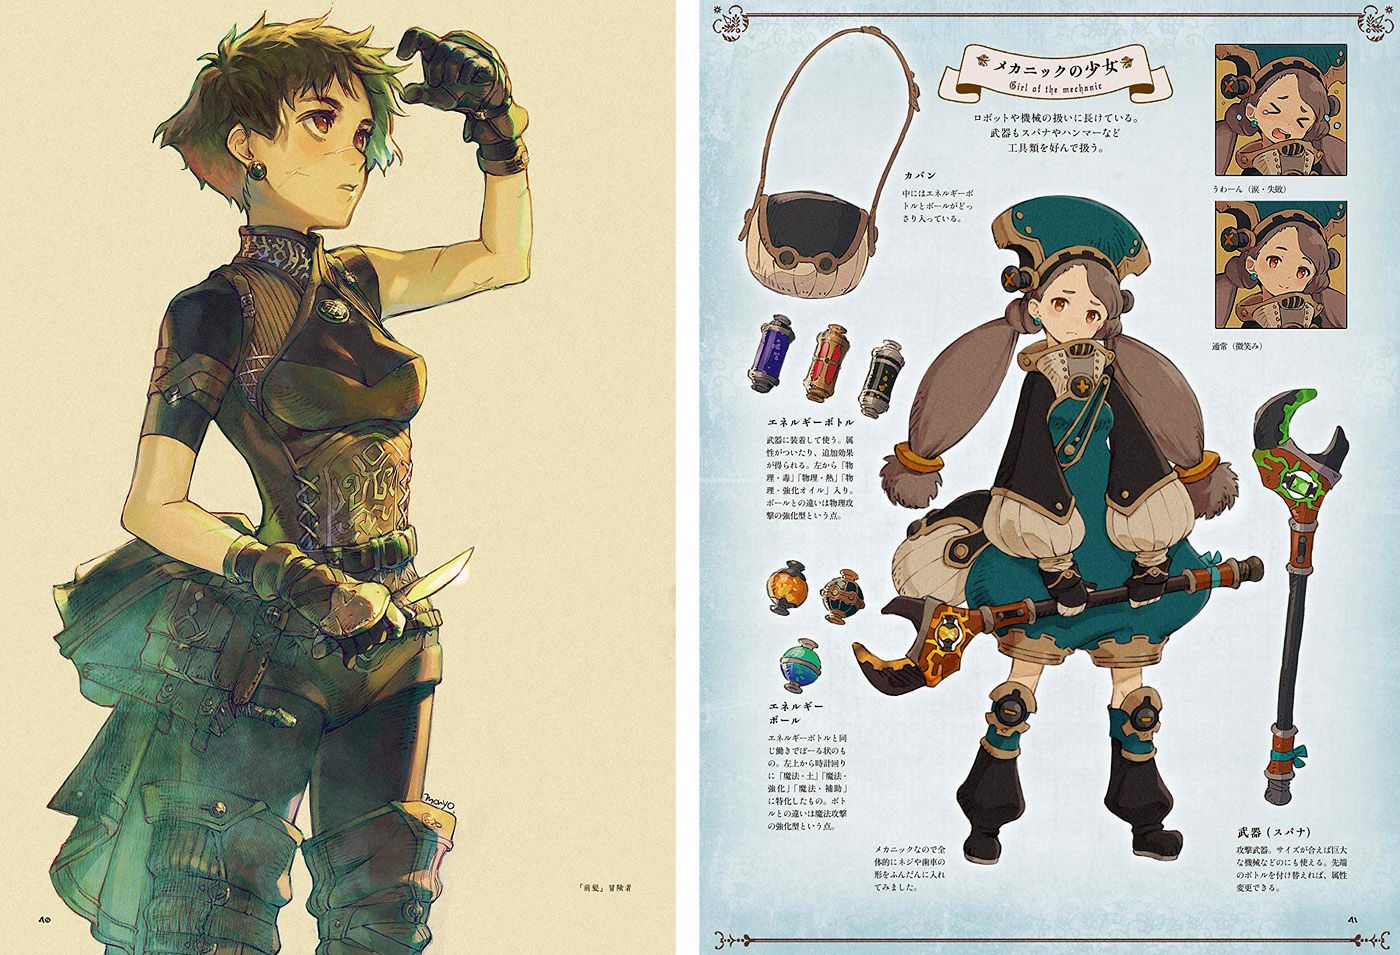 maryo
「前髪」冒険者
40
メカニックの少女
Girl of the mechanic
ロボットや機械の扱いに長けている。
武器もスパナやハンマーなど
工具類を好んで扱う。
うわーん（涙・失敗）
通常（微笑み）
カバン
中にはエネルギーボ
トルとボールがどっ
さり入っている。
エネルギーボトル
武器に装着して使う。属
性がついたり、追加効果
が得られる。左から「物
理・毒」「物理・熱」「物
理・強化オイル」入り。
ボールとの違いは物理攻
撃の強化型という点。
エネルギー
ボール
エネルギーボトルと同
じ働きでぼーる状のも
の。左上から時計回り
に「魔法・土」「魔法・
強化」「魔法・補助」
に特化したもの。ボト
ルとの違いは魔法攻撃
の強化型という点。
メカニックなので全
体的にネジや歯車の
形をふんだんに入れ
てみました。
武器（スパナ）
攻撃武器。サイズが合えば巨大
な機械などのにも使える。先端
のボトルを付け替えれば、属性
変更できる。
41